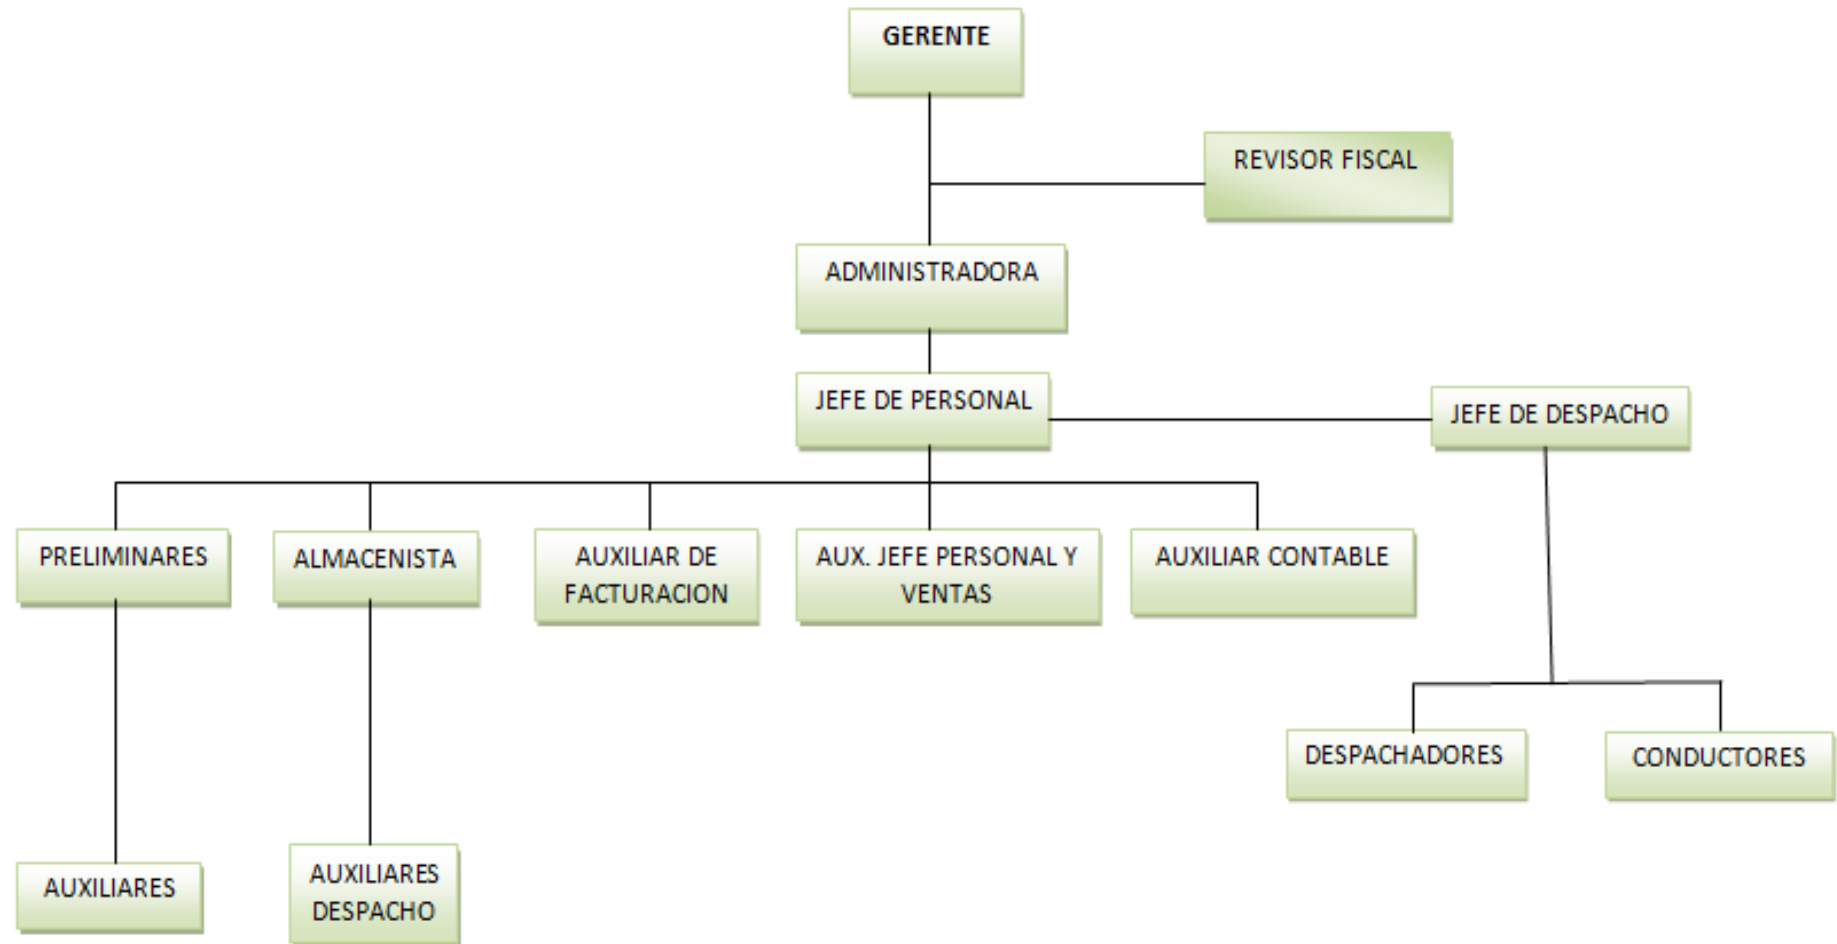 GERENTE
REVISOR FISCAL
ADMINISTRADORA
JEFE DE PERSONAL
JEFE DE DESPACHO
PRELIMINARES
ALMACENISTA
AUXILIAR DE
FACTURACION
AUX. JEFE PERSONAL Y
VENTAS
AUXILIAR CONTABLE
DESPACHADORES
CONDUCTORES
AUXILIARES
AUXILIARES
DESPACHO